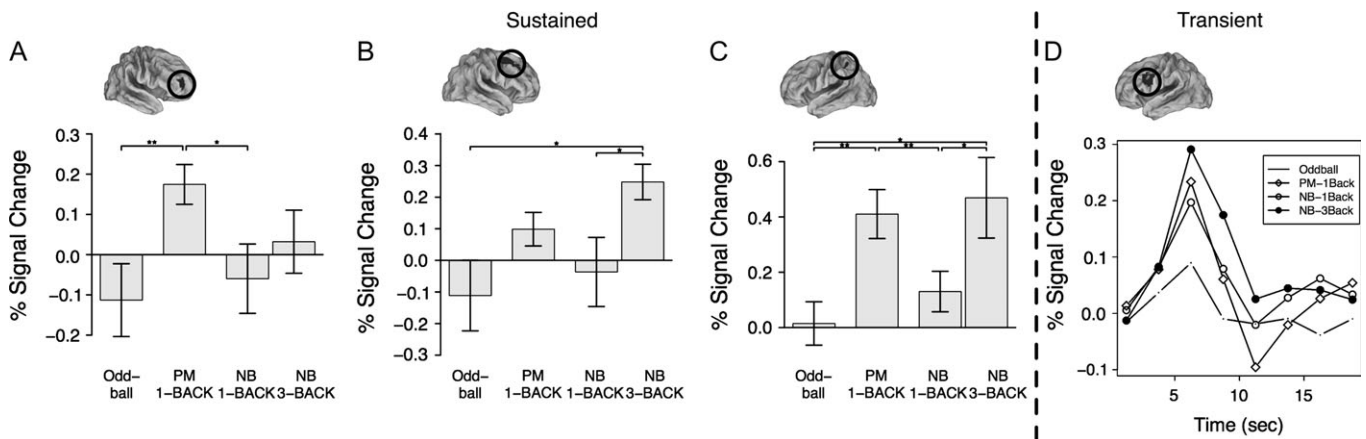 Sustained
Transient
A
B
C
D
% Signal Change
0.3
0.2
0.1
0.0
−0.1
−0.2
** *
Odd−
ball
PM
1−BACK
NB
1−BACK
NB
3−BACK
% Signal Change
0.4
0.3
0.2
0.1
0.0
−0.1
−0.2
−0.3
*
*
Odd−
ball
PM
1−BACK
NB
1−BACK
NB
3−BACK
% Signal Change
0.6
0.4
0.2
0.0
*
** ** *
Odd−
ball
PM
1−BACK
NB
1−BACK
NB
3−BACK
% Signal Change
0.3
0.2
0.1
0.0
−0.1
Oddball
PM−1Back
NB−1Back
NB−3Back
5 10 15
Time (sec)